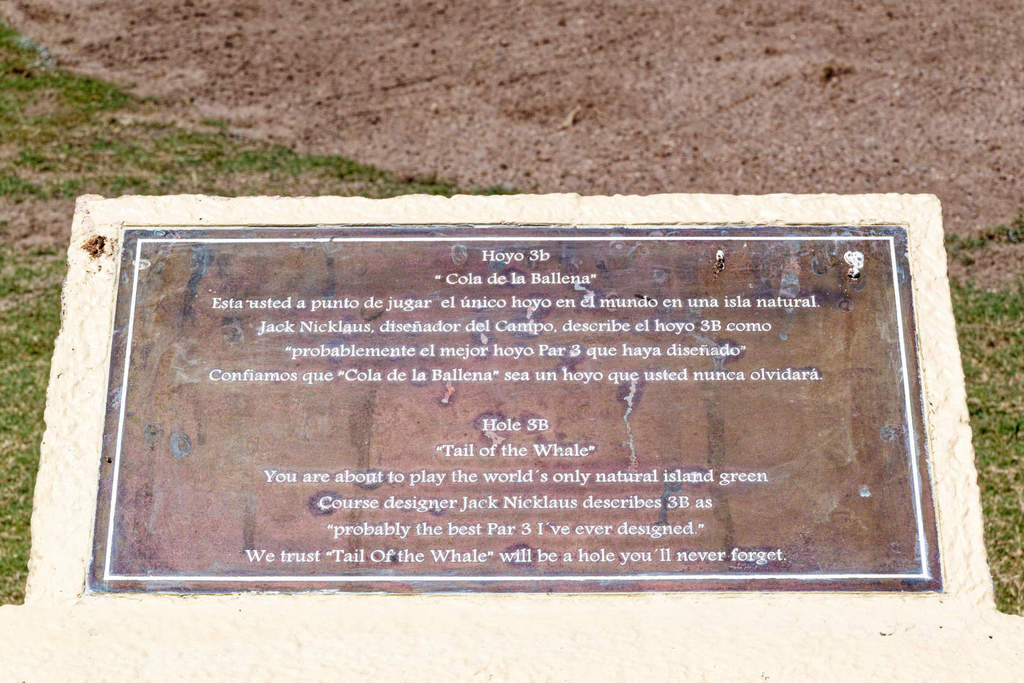 Hoyo 3b
“ Cola de la Ballena”
Esta usted a punto de jugar el único hoyo en el mundo en una isla natural.
Jack Nicklaus, diseñador del Campo, describe el hoyo 3B como
“probablemente el mejor hoyo Par 3 que haya diseñado”
Confiamos que “Cola de la Ballena” sea un hoyo que usted nunca olvidará.
Hole 3B
“Tail of the Whale”
You are about to play the world´s only natural island green
Course designer Jack Nicklaus describes 3B as
“probably the best Par 3 I´ve ever designed.”
We trust “Tail Of the Whale” will be a hole you´ll never forget.